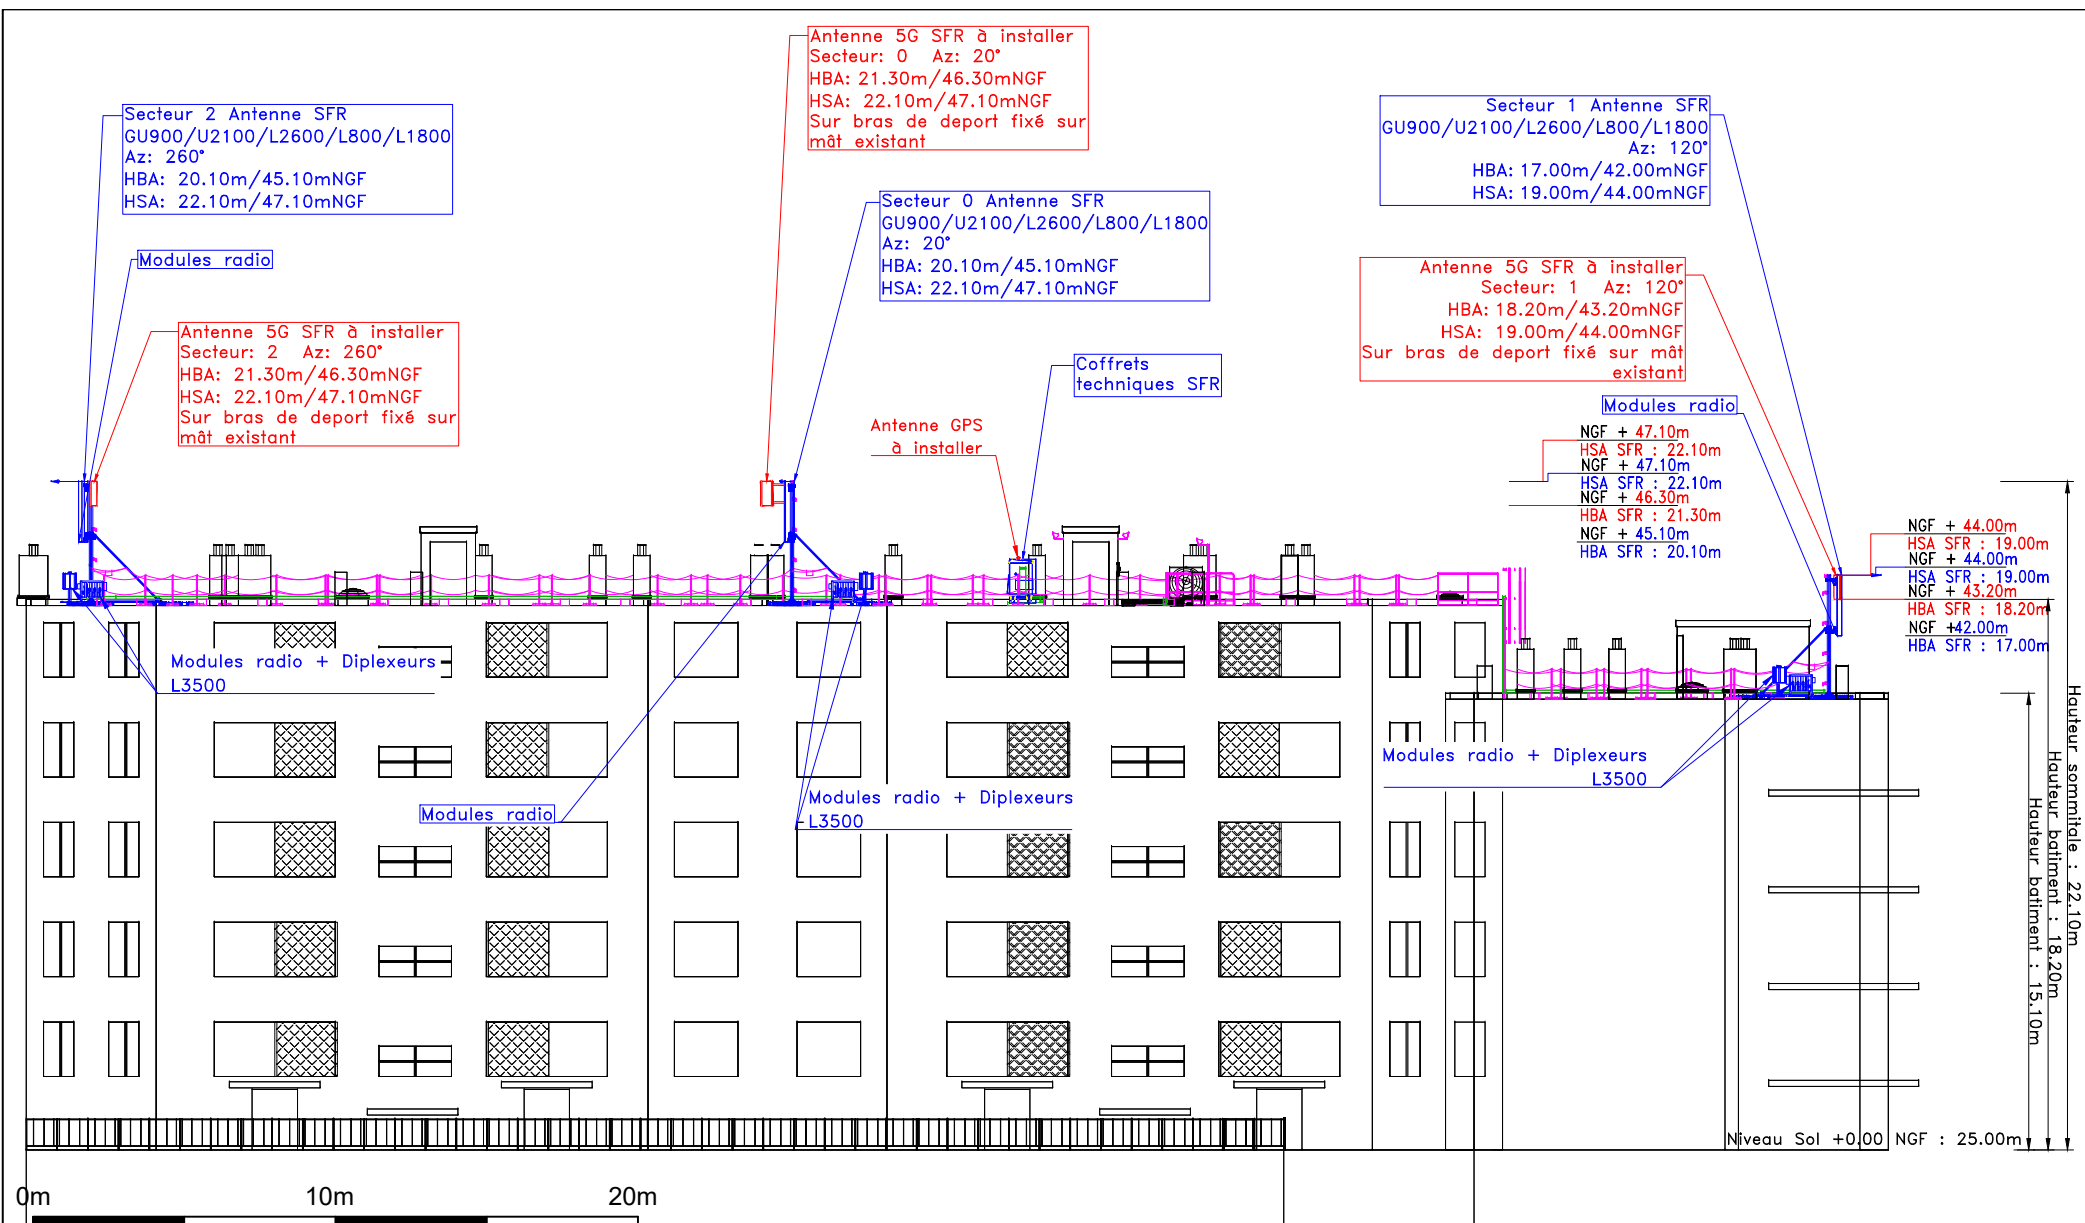 Antenne 5G SFR à installer
Secteur: 0 Az: 20°
HBA: 21.30m/46.30mNGF
HSA: 22.10m/47.10mNGF
Sur bras de deport fixé sur
mât existant
Secteur 2 Antenne SFR
GU900/U2100/L2600/L800/L1800
Az: 260°
HBA: 20.10m/45.10mNGF
HSA: 22.10m/47.10mNGF
Secteur 1 Antenne SFR
GU900/U2100/L2600/L800/L1800
Az: 120°
HBA: 17.00m/42.00mNGF
HSA: 19.00m/44.00mNGF
Secteur 0 Antenne SFR
GU900/U2100/L2600/L800/L1800
Az: 20°
HBA: 20.10m/45.10mNGF
HSA: 22.10m/47.10mNGF
Modules radio
Antenne 5G SFR à installer
Secteur: 1 Az: 120°
HBA: 18.20m/43.20mNGF
HSA: 19.00m/44.00mNGF
Sur bras de deport fixé sur mât
existant
Antenne 5G SFR à installer
Secteur: 2 Az: 260°
HBA: 21.30m/46.30mNGF
HSA: 22.10m/47.10mNGF
Sur bras de deport fixé sur
mât existant
Coffrets
techniques SFR
Antenne GPS
à installer
Modules radio
NGF + 47.10m
HSA SFR : 22.10m
NGF + 47.10m
HSA SFR : 22.10m
NGF + 46.30m
HBA SFR : 21.30m
NGF + 45.10m
HBA SFR : 20.10m
NGF + 44.00m
HSA SFR : 19.00m
NGF + 44.00m
HSA SFR : 19.00m
NGF + 43.20m
HBA SFR : 18.20m
NGF +42.00m
HBA SFR : 17.00m
Modules radio + Diplexeurs
L3500
Modules radio
Modules radio + Diplexeurs
L3500
Modules radio + Diplexeurs
L3500
Hauteur sommitale : 22.10m
Hauteur batiment : 18.20m
Hauteur batiment : 15.10m
Niveau Sol +0.00 NGF : 25.00m
0m 10m 20m